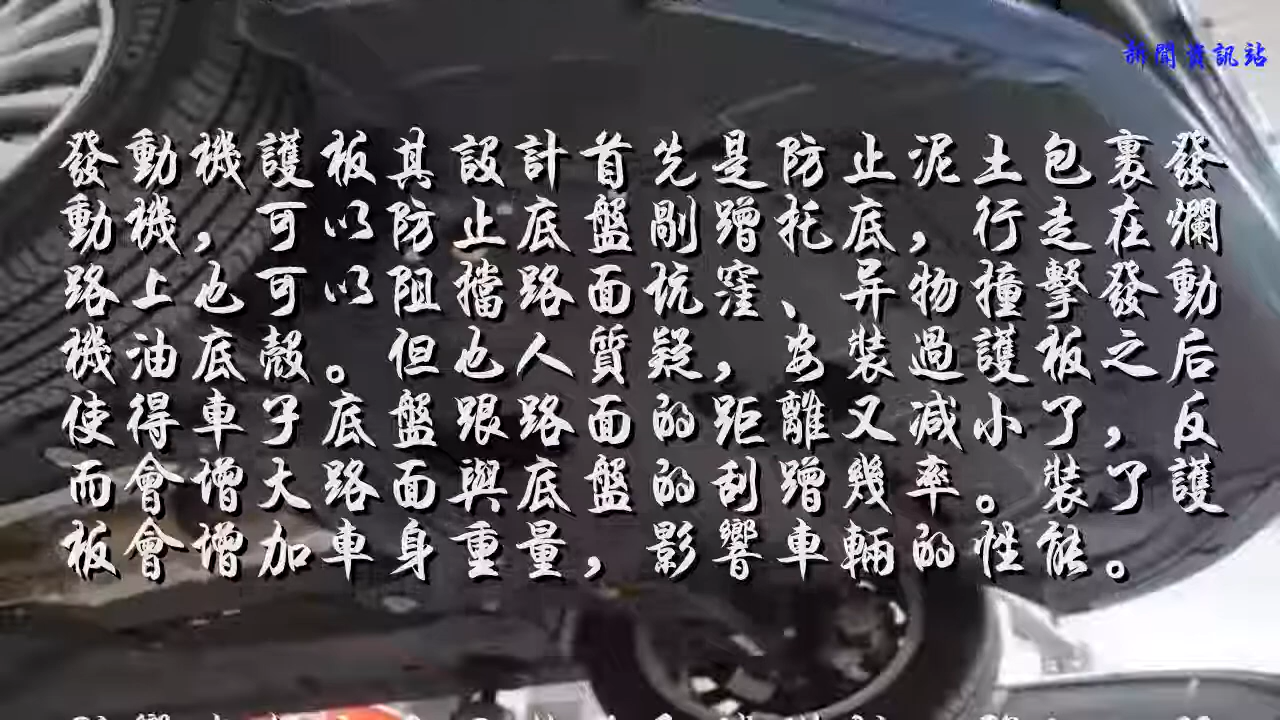 新聞資訊站
發動機護板其設計首先是防止泥土包裹發
動機，可以防止底盤剮蹭托底，行走在爛
路上也可以阻擋路面坑窪、异物撞擊發動
機油底殼。但也人質疑，安裝過護板之后
使得車子底盤跟路面的距離又減小了，反
而會增大路面與底盤的刮蹭幾率。裝了護
板會增加車身重量，影響車輛的性能。